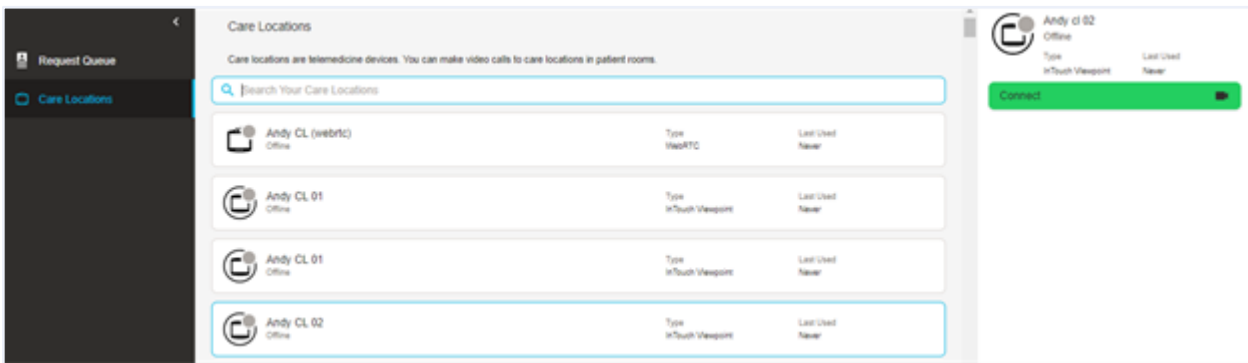 Request Queue
Care Locations
Care Locations
Care locations are telemedicine devices. You can make video calls to care locations in patient rooms.
Search Your Care Locations
Andy CL (webrtc)
Offline
Type
WebRTC
Last Used
Never
Andy CL 01
Offline
Type
InTouch Viewpoint
Last Used
Never
Andy CL 01
Offline
Type
InTouch Viewpoint
Last Used
Never
Andy CL 02
Offline
Type
InTouch Viewpoint
Last Used
Never
Andy cl 02
Offline
Type
InTouch Viewpoint
Last Used
Never
Connect